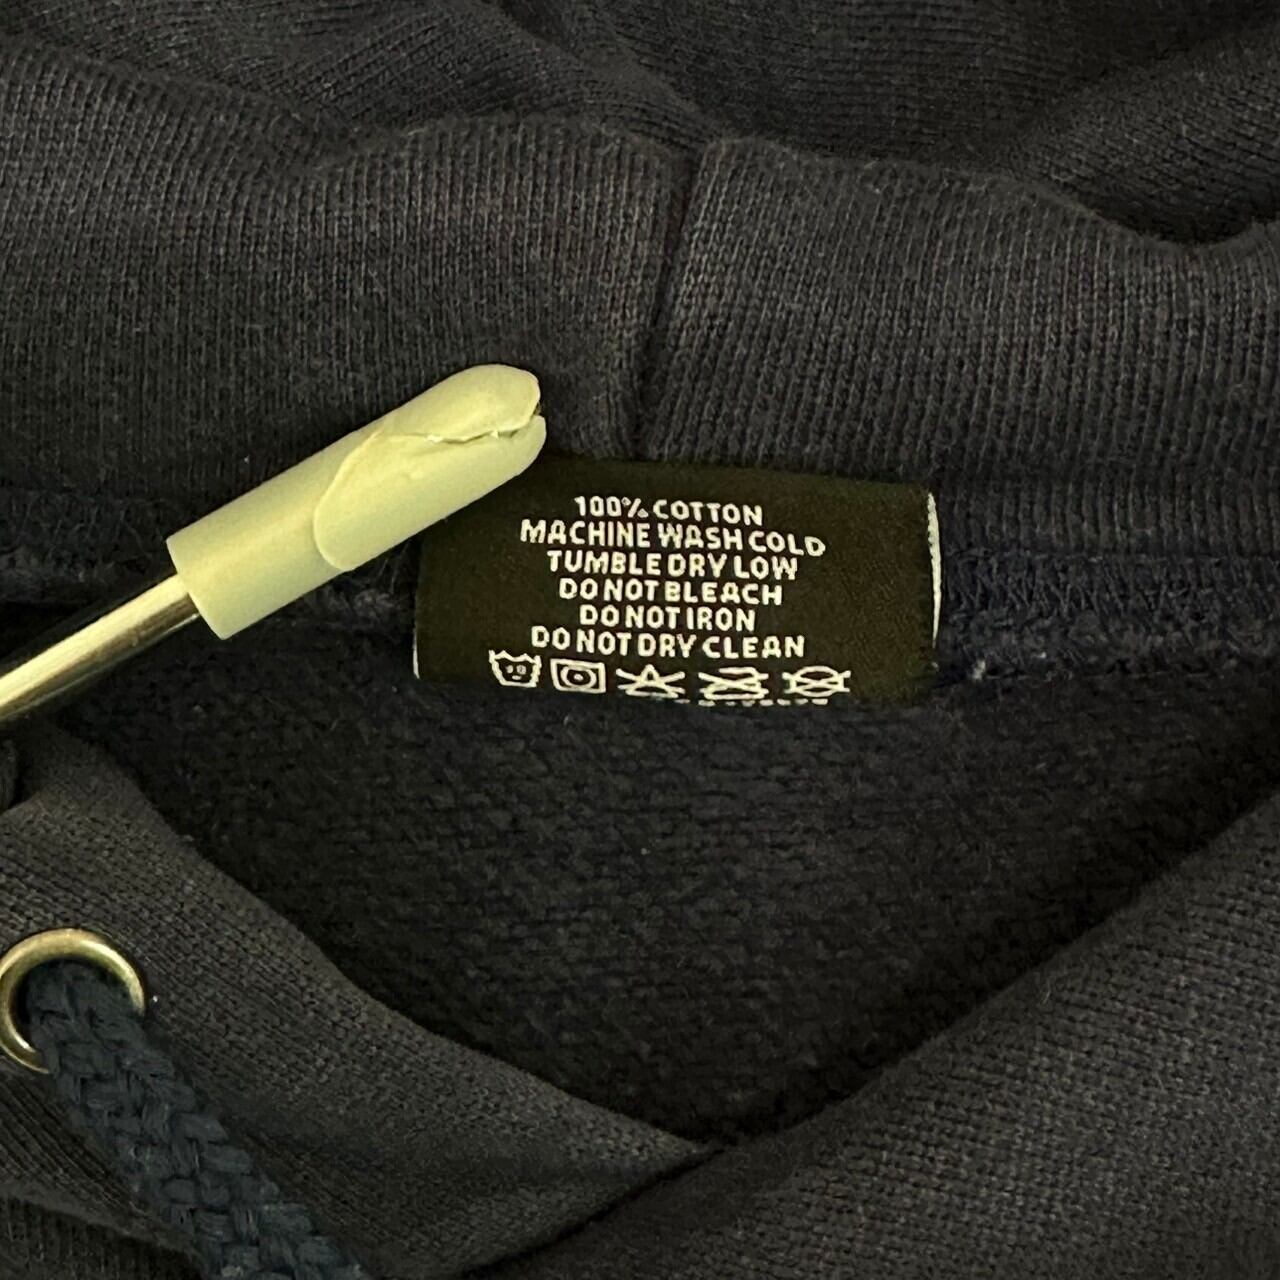 100% COTTON
MACHINE WASH COLD
TUMBLE DRY LOW
DO NOT BLEACH
DO NOT IRON
DO NOT DRY CLEAN